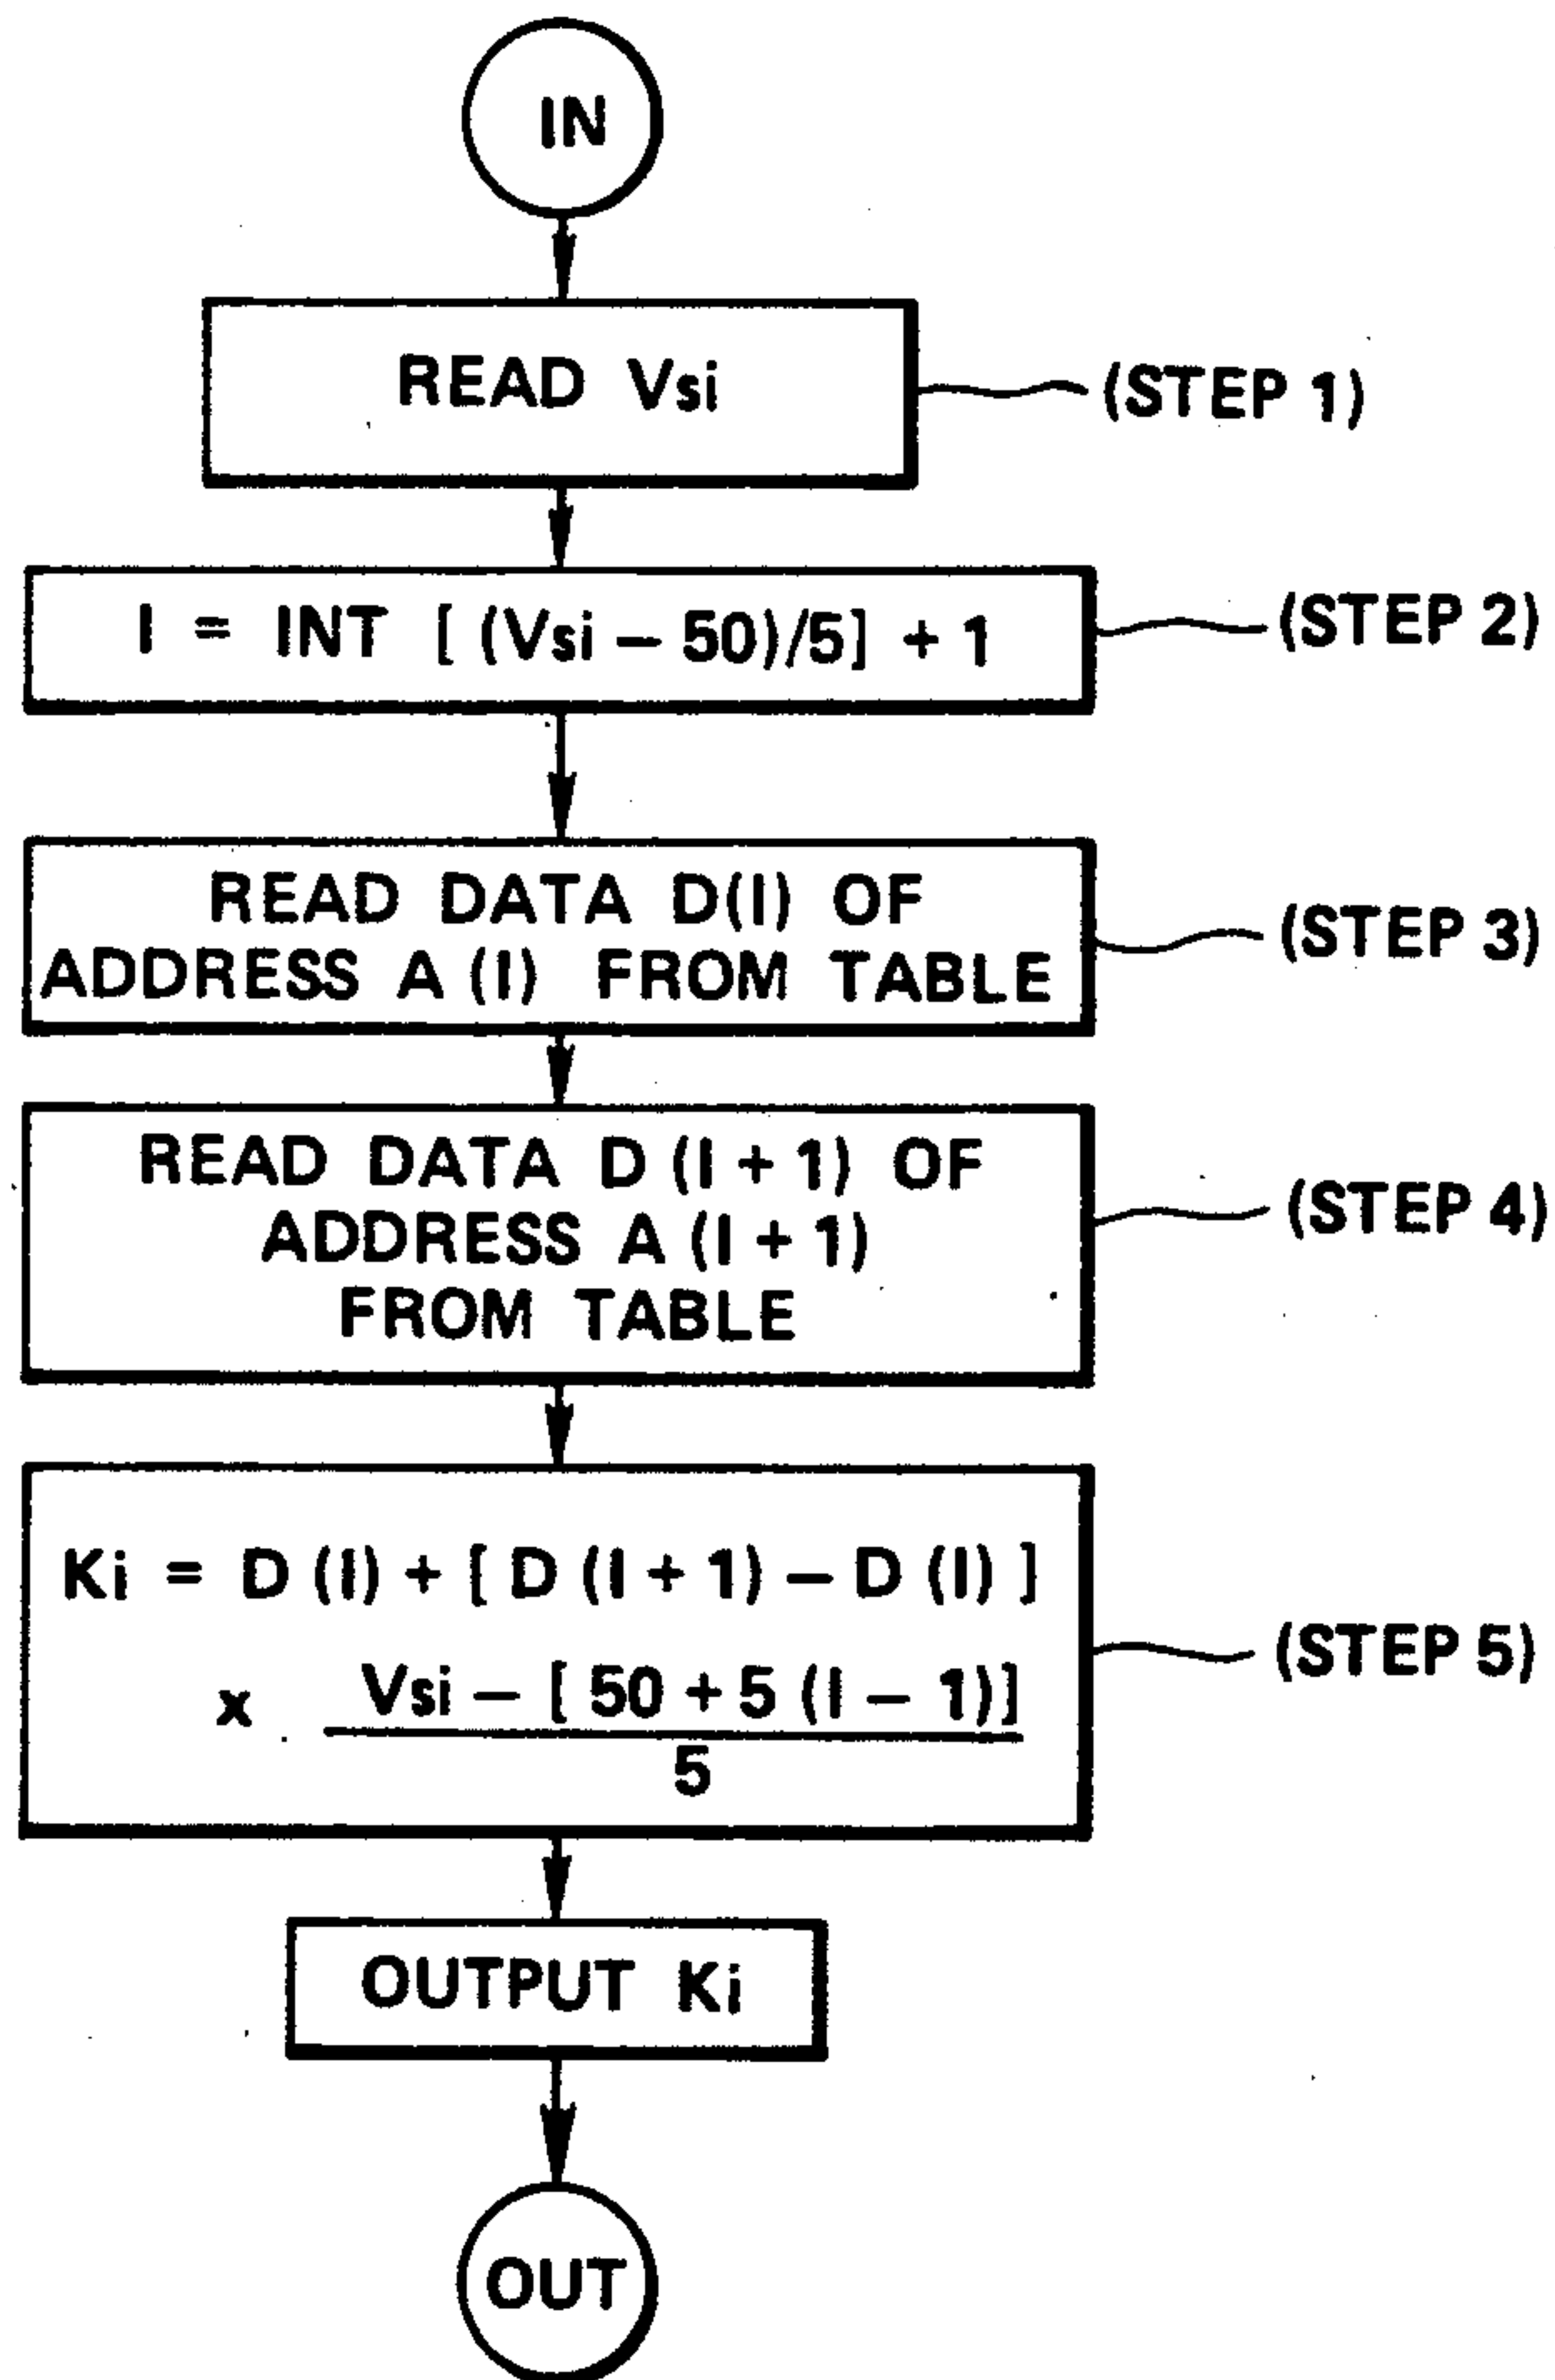 IN
READ Vsi
(STEP 1)
I = INT [ (Vsi – 50)/5] + 1
(STEP 2)
READ DATA D(I) OF
ADDRESS A (I) FROM TABLE
(STEP 3)
READ DATA D (I + 1) OF
ADDRESS A (I + 1)
FROM TABLE
(STEP 4)
Ki = D (I) + [ D (I + 1) – D (I) ]
x Vsi – [ 50 + 5 (I – 1)]
5
(STEP 5)
OUTPUT Ki
OUT